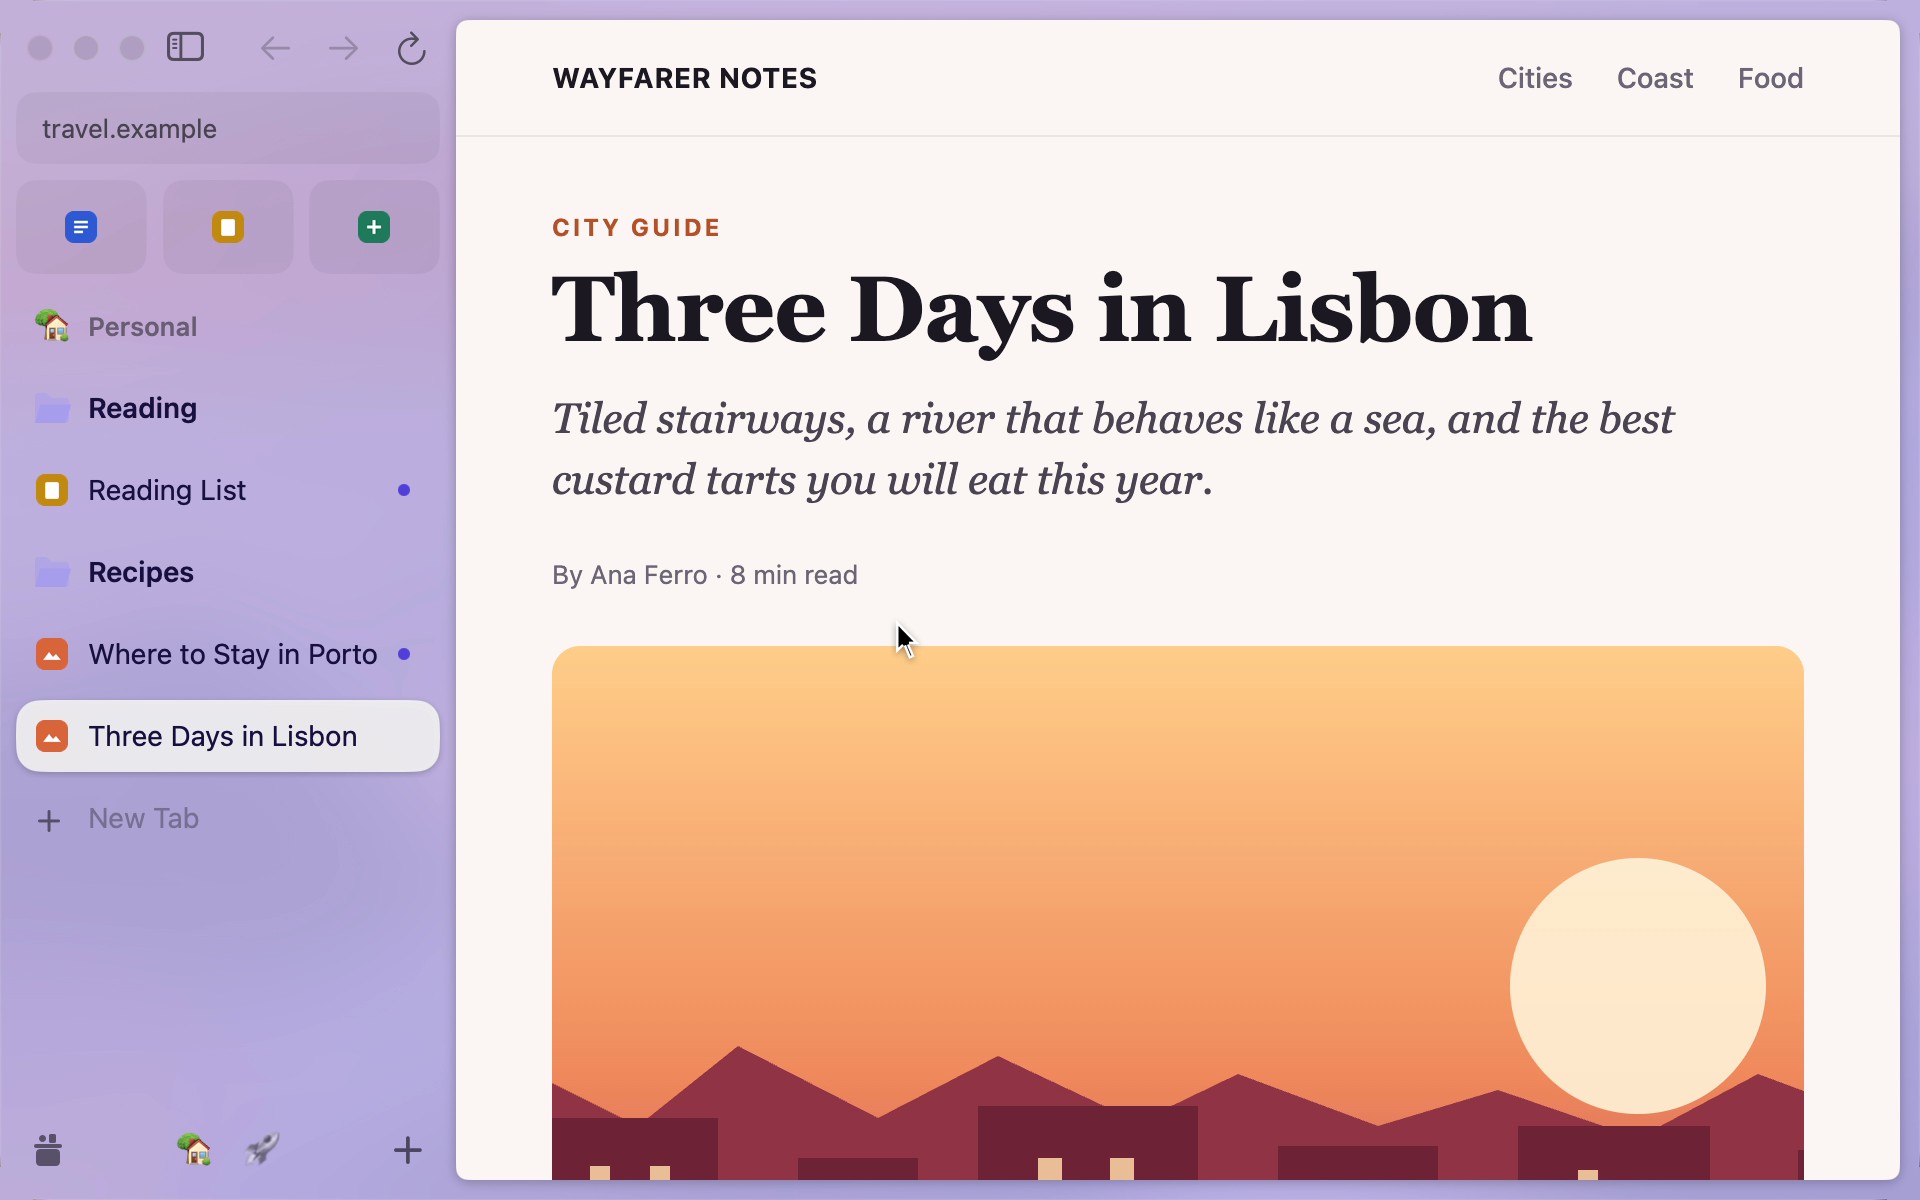 travel.example
Personal
Reading
Reading List
Recipes
Where to Stay in Porto
Three Days in Lisbon
New Tab
WAYFARER NOTES
Cities
Coast
Food
CITY GUIDE
Three Days in Lisbon
Tiled stairways, a river that behaves like a sea, and the best
custard tarts you will eat this year.
By Ana Ferro · 8 min read